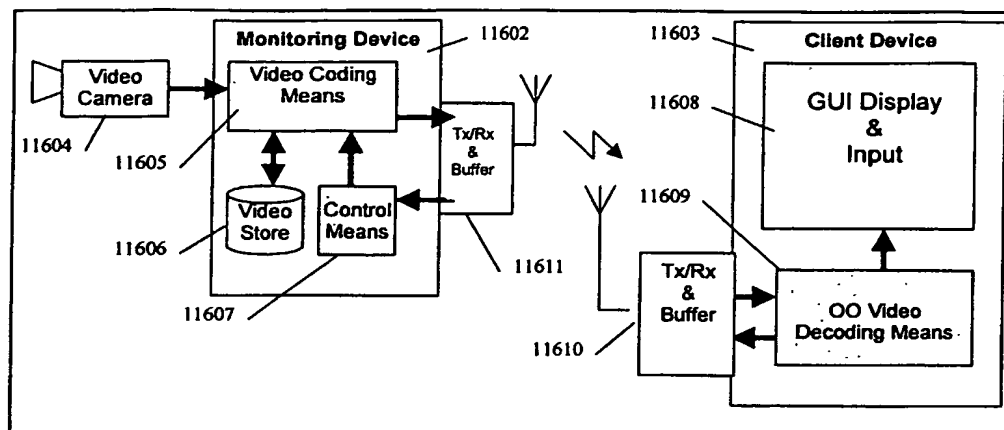 Monitoring Device
11602
Video
Camera
11604
Video Coding
Means
11605
Video
Store
11606
Control
Means
11607
Tx/Rx
&
Buffer
11611
11603
Client Device
GUI Display
&
Input
11608
11609
Tx/Rx
&
Buffer
11610
OO Video
Decoding Means